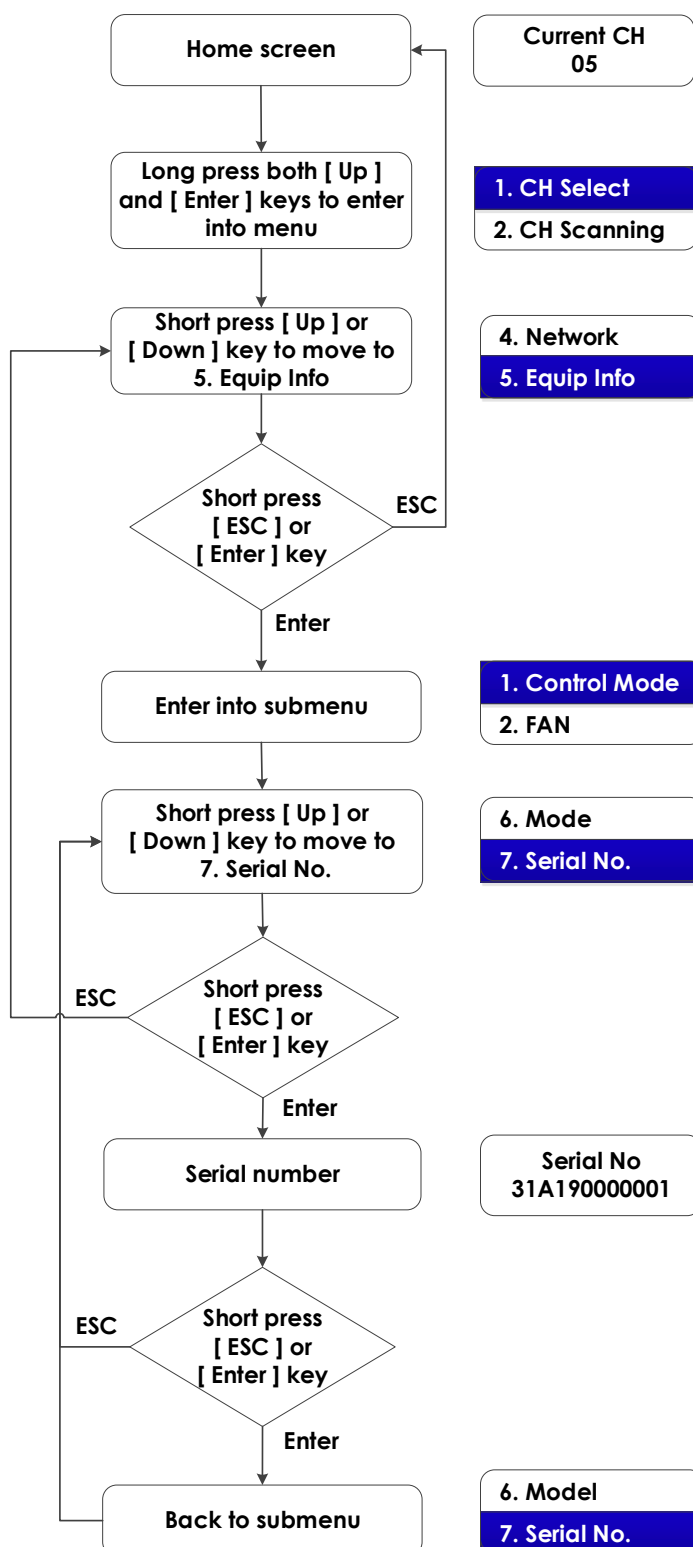 Home screen
Current CH
05
Long press both [ Up ]
and [ Enter ] keys to enter
into menu
1. CH Select
2. CH Scanning
Short press [ Up ] or
[ Down ] key to move to
5. Equip Info
4. Network
5. Equip Info
Short press
[ ESC ] or
[ Enter ] key
ESC
Enter
Enter into submenu
1. Control Mode
2. FAN
Short press [ Up ] or
[ Down ] key to move to
7. Serial No.
6. Mode
7. Serial No.
ESC
Short press
[ ESC ] or
[ Enter ] key
Enter
Serial number
Serial No
31A190000001
ESC
Short press
[ ESC ] or
[ Enter ] key
Enter
Back to submenu
6. Model
7. Serial No.